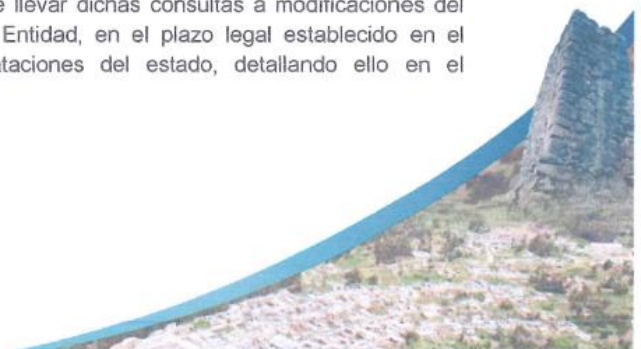 llevar dichas consultas a modificaciones del
Entidad, en el plazo legal establecido en el
taciones del estado, detallando ello en el